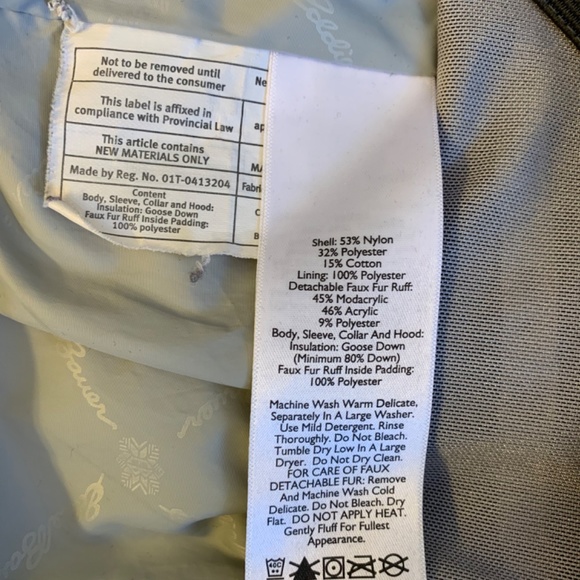 Eddie
Not to be removed until
delivered to the consumer
Ne
This label is affixed in
compliance with Provincial Law
ap
This article contains
NEW MATERIALS ONLY
Made by Reg. No. 01T-0413204
Fabri
Content
Body, Sleeve, Collar and Hood:
Insulation: Goose Down
Faux Fur Ruff Inside Padding:
100% polyester
C
B
Shell: 53% Nylon
32% Polyester
15% Cotton
Lining: 100% Polyester
Detachable Faux Fur Ruff:
45% Modacrylic
46% Acrylic
9% Polyester
Body, Sleeve, Collar And Hood:
Insulation: Goose Down
(Minimum 80% Down)
Faux Fur Ruff Inside Padding:
100% Polyester
Machine Wash Warm Delicate,
Separately In A Large Washer.
Use Mild Detergent. Rinse
Thoroughly. Do Not Bleach.
Tumble Dry Low In A Large
Dryer. Do Not Dry Clean.
FOR CARE OF FAUX
DETACHABLE FUR: Remove
And Machine Wash Cold
Delicate. Do Not Bleach. Dry
Flat. DO NOT APPLY HEAT.
Gently Fluff For Fullest
Appearance.
40C
Bauer